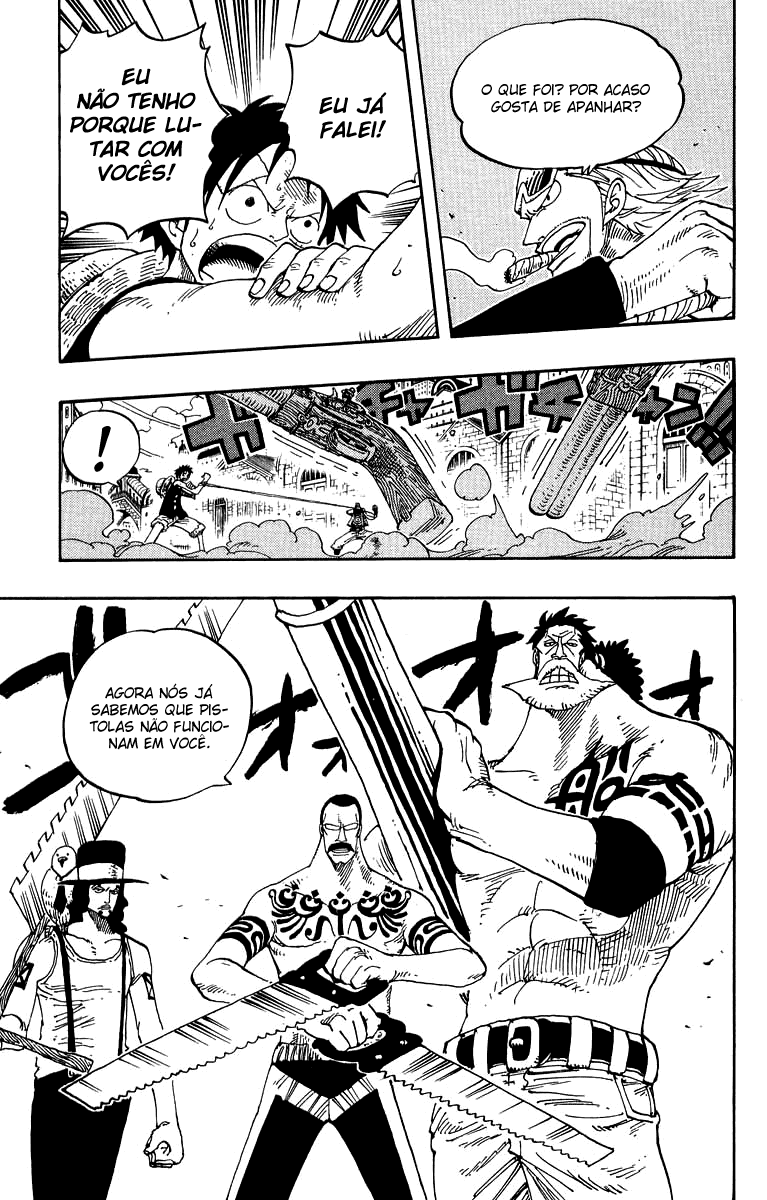 O QUE FOI? POR ACASO
GOSTA DE APANHAR?
EU JÁ
FALEI!
EU
NÃO TENHO
PORQUE LU-
TAR COM
VOCÊS!
!
AGORA NÓS JÁ
SABEMOS QUE PIS-
TOLAS NÃO FUNCIO-
NAM EM VOCÊ.